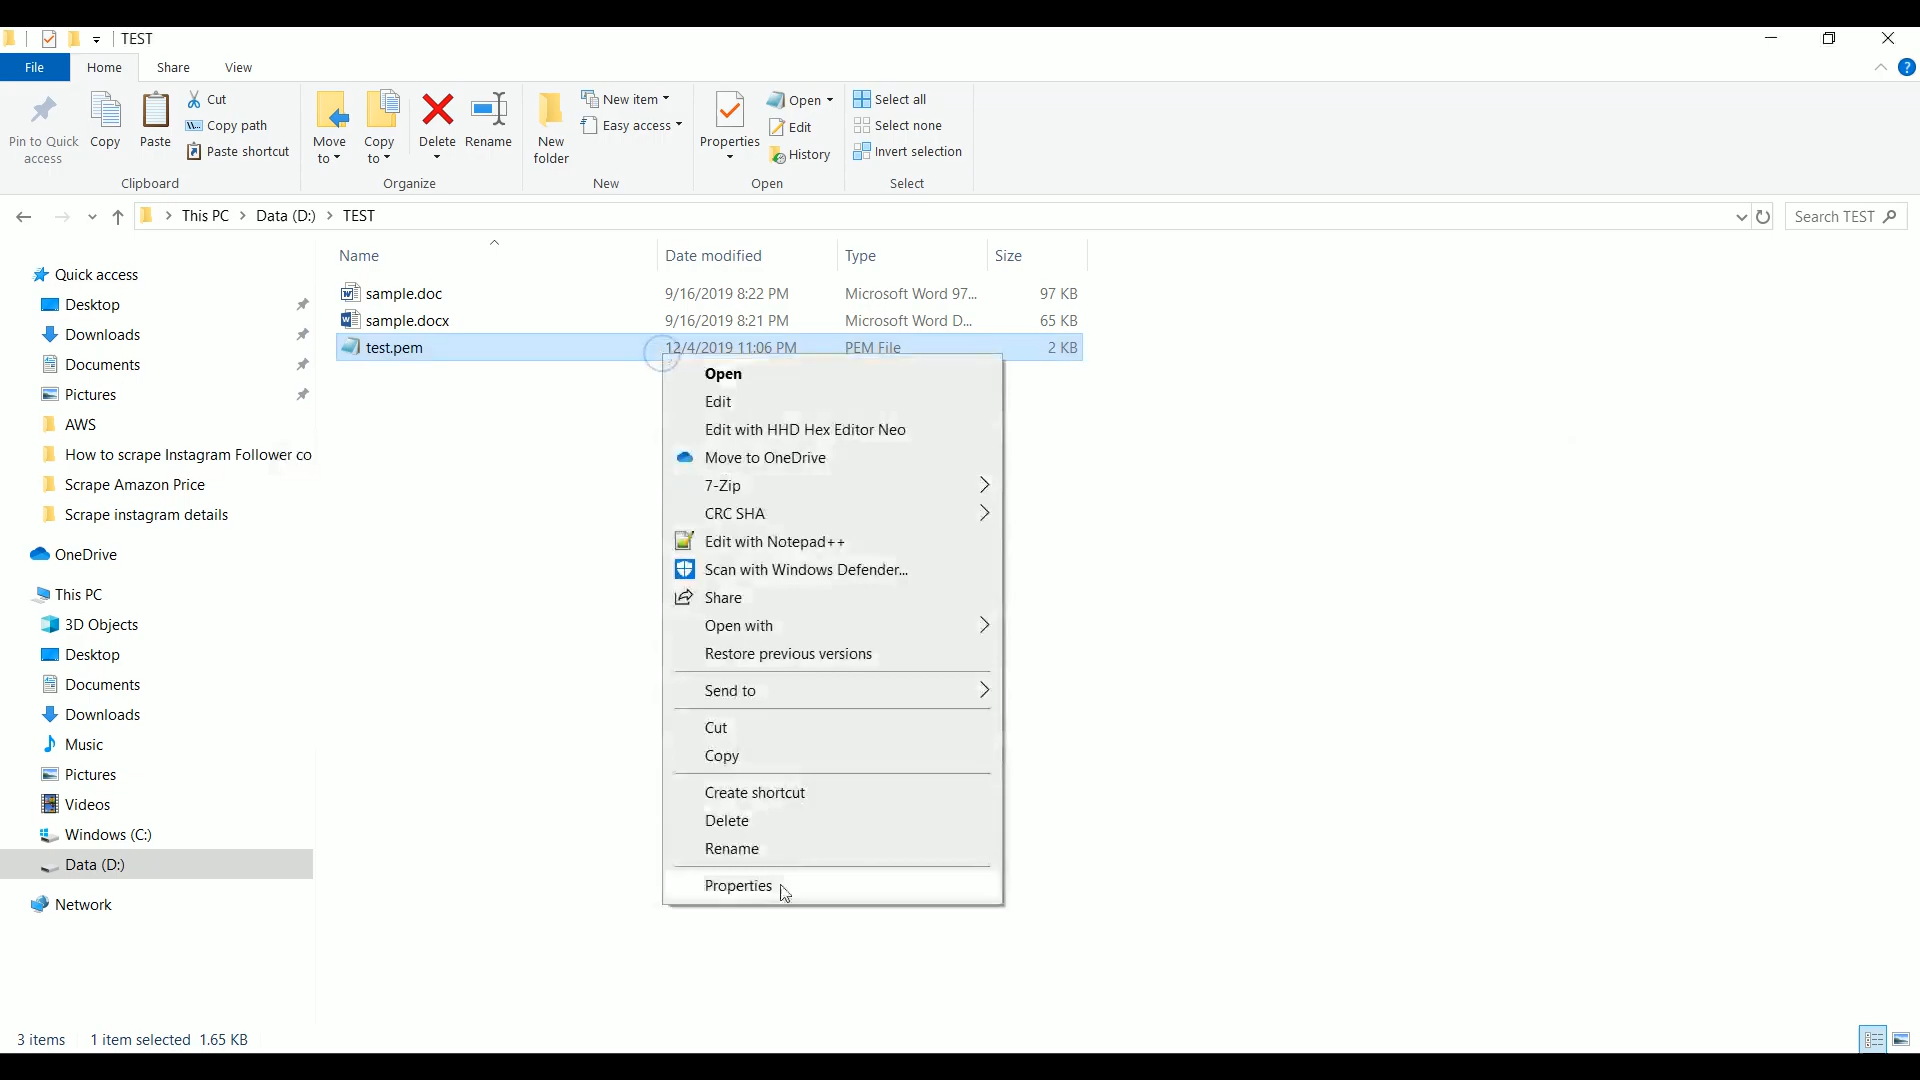 TEST
File Home Share View
Pin to Quick access
Copy
Paste
Cut
Copy path
Paste shortcut
Clipboard
Move to
Copy to
Delete
Rename
Organize
New folder
New item
Easy access
New
Properties
Open
Edit
History
Open
Select all
Select none
Invert selection
Select
This PC Data (D:) TEST
Search TEST
Name Date modified Type Size
sample.doc 9/16/2019 8:22 PM Microsoft Word 97... 97 KB
sample.docx 9/16/2019 8:21 PM Microsoft Word D... 65 KB
test.pem 12/4/2019 11:06 PM PEM File 2 KB
Quick access
Desktop
Downloads
Documents
Pictures
AWS
How to scrape Instagram Follower co
Scrape Amazon Price
Scrape instagram details
OneDrive
This PC
3D Objects
Desktop
Documents
Downloads
Music
Pictures
Videos
Windows (C:)
Data (D:)
Network
Open
Edit
Edit with HHD Hex Editor Neo
Move to OneDrive
7-Zip
CRC SHA
Edit with Notepad++
Scan with Windows Defender...
Share
Open with
Restore previous versions
Send to
Cut
Copy
Create shortcut
Delete
Rename
Properties
3 items 1 item selected 1.65 KB